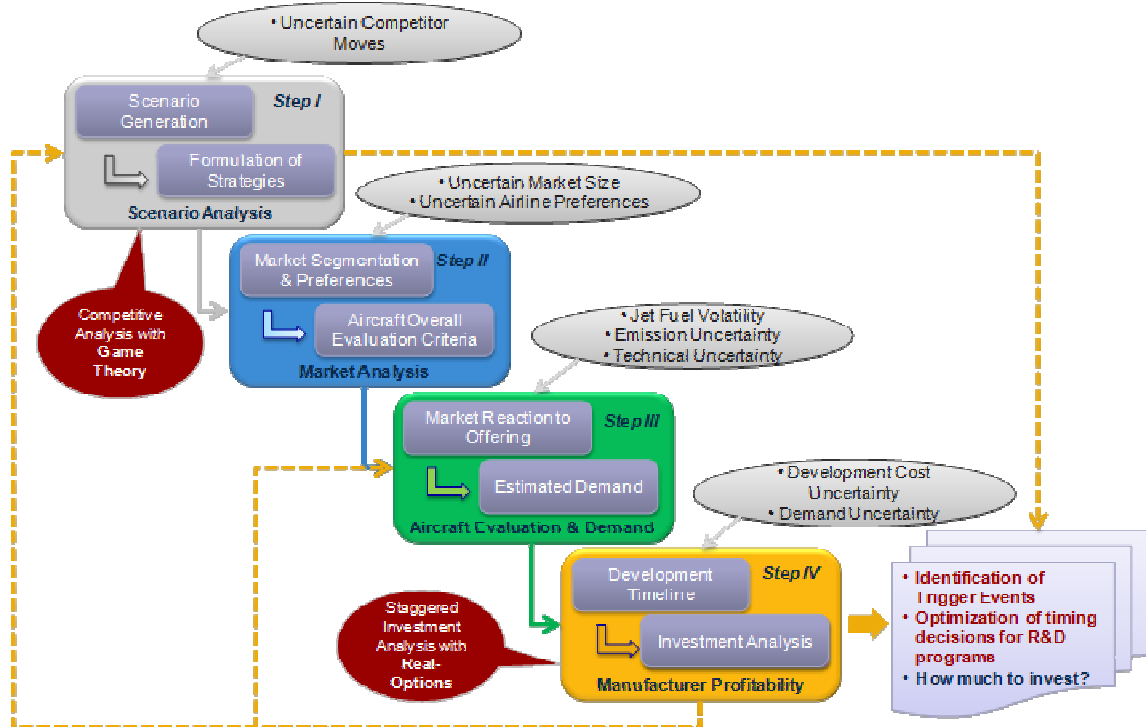 • Uncertain Competitor
Moves
Scenario
Generation
Step I
Formulation of
Strategies
Scenario Analysis
• Uncertain Market Size
• Uncertain Airline Preferences
Competitive
Analysis with
Game
Theory
Market Segmentation
& Preferences
Step II
Aircraft Overall
Evaluation Criteria
Market Analysis
• Jet Fuel Volatility
• Emission Uncertainty
• Technical Uncertainty
Market Reaction to
Offering
Step III
Estimated Demand
Aircraft Evaluation & Demand
• Development Cost
Uncertainty
• Demand Uncertainty
Staggered
Investment
Analysis with
Real-
Options
Development
Timeline
Step IV
Investment Analysis
Manufacturer Profitability
• Identification of
Trigger Events
• Optimization of timing
decisions for R&D
programs
• How much to invest?